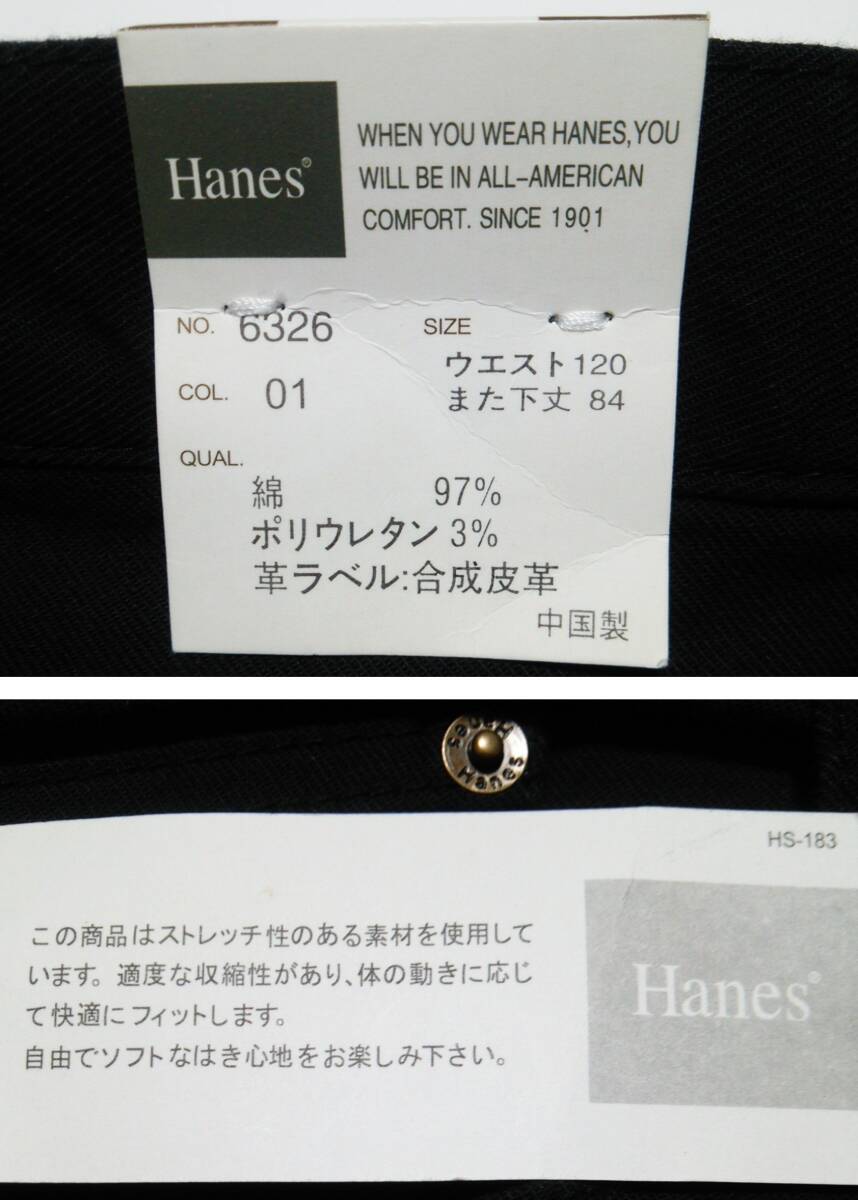 Hanes®
WHEN YOU WEAR HANES,YOU
WILL BE IN ALL-AMERICAN
COMFORT. SINCE 1901
NO. 6326
SIZE
ウエスト120
また下丈 84
COL. 01
QUAL.
綿 97%
ポリウレタン 3%
革ラベル:合成皮革
中国製
Hanes
Hanes
HS-183
この商品はストレッチ性のある素材を使用して
います。適度な収縮性があり、体の動きに応じ
て快適にフィットします。
自由でソフトなはき心地をお楽しみ下さい。
Hanes®